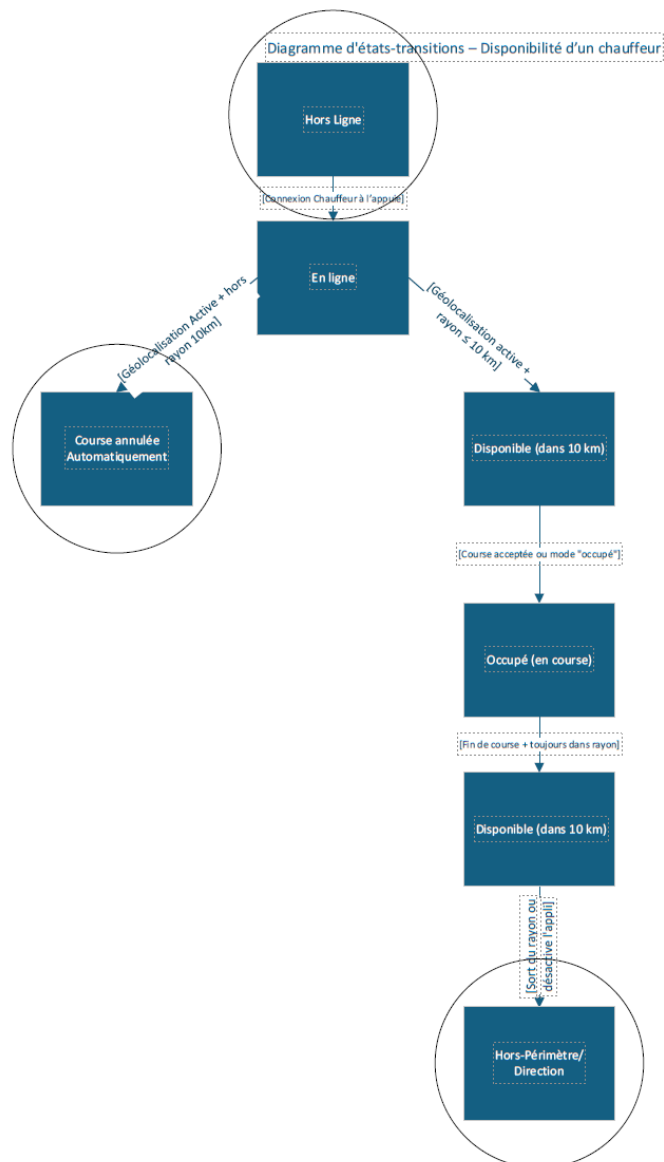 Diagramme d'états-transitions – Disponibilité d’un chauffeur
Hors Ligne
[Connexion Chauffeur à l’appuie]
En ligne
[Géolocalisation Active + hors
rayon 10km]
[Géolocalisation active +
rayon ≤ 10 km]
Course annulée
Automatiquement
Disponible (dans 10 km)
[Course acceptée ou mode "occupé"]
Occupé (en course)
[Fin de course + toujours dans rayon]
Disponible (dans 10 km)
[Sort du rayon ou
désactive l'appli]
Hors-Périmètre/
Direction